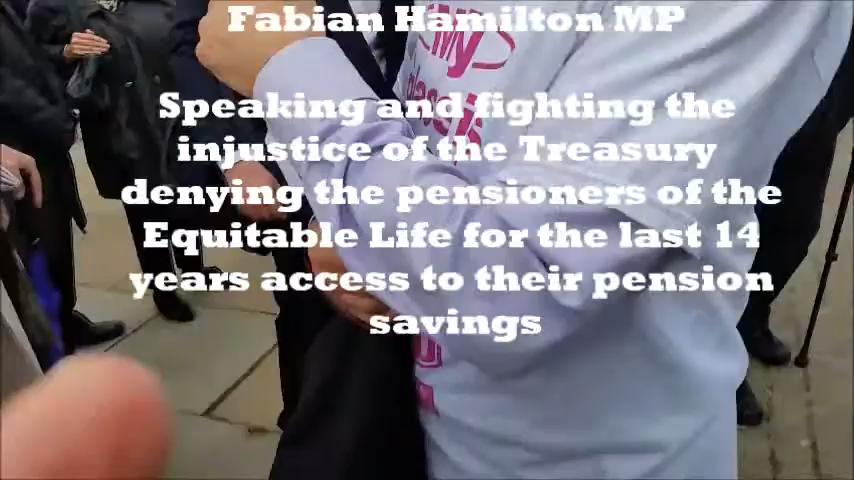 Fabian Hamilton MP
Speaking and fighting the
injustice of the Treasury
denying the pensioners of the
Equitable Life for the last 14
years access to their pension
savings
My